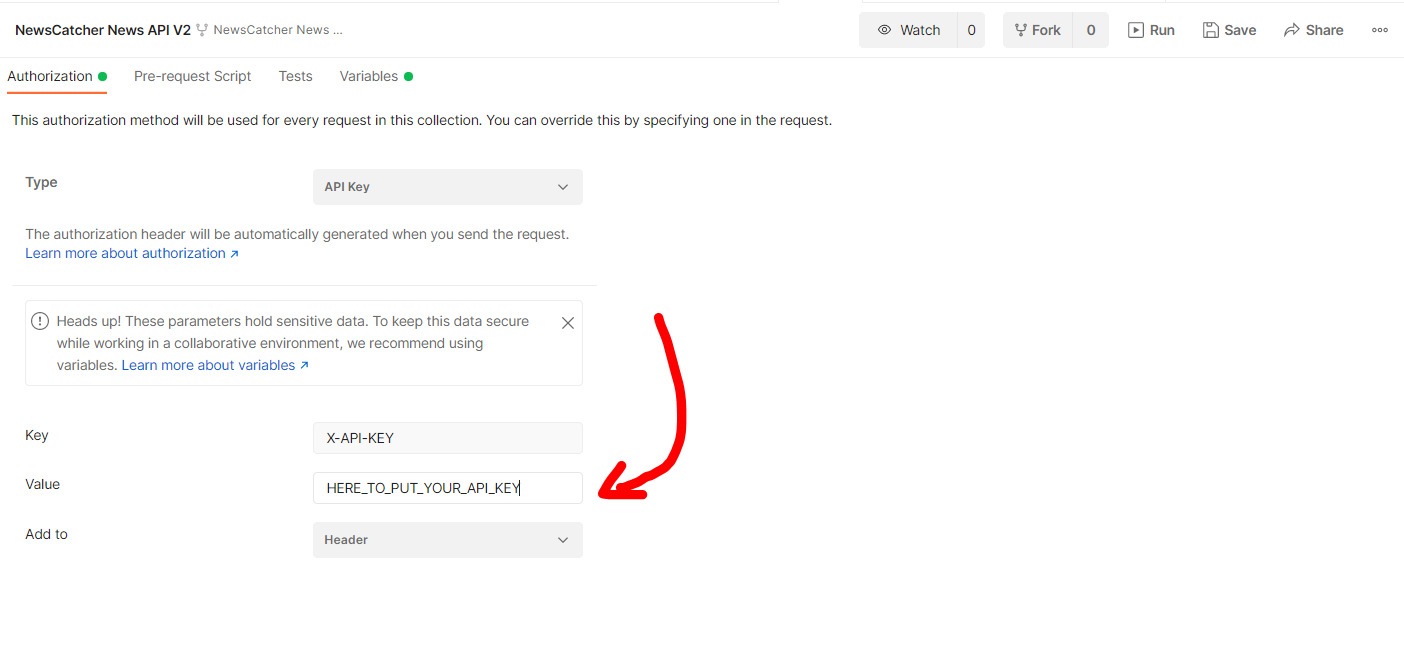 NewsCatcher News API V2 NewsCatcher News ... Watch 0 Fork 0 Run Save Share
Authorization Pre-request Script Tests Variables
This authorization method will be used for every request in this collection. You can override this by specifying one in the request.
Type API Key
The authorization header will be automatically generated when you send the request.
Learn more about authorization ↗
Heads up! These parameters hold sensitive data. To keep this data secure
while working in a collaborative environment, we recommend using
variables. Learn more about variables ↗
Key X-API-KEY
Value HERE_TO_PUT_YOUR_API_KEY
Add to Header